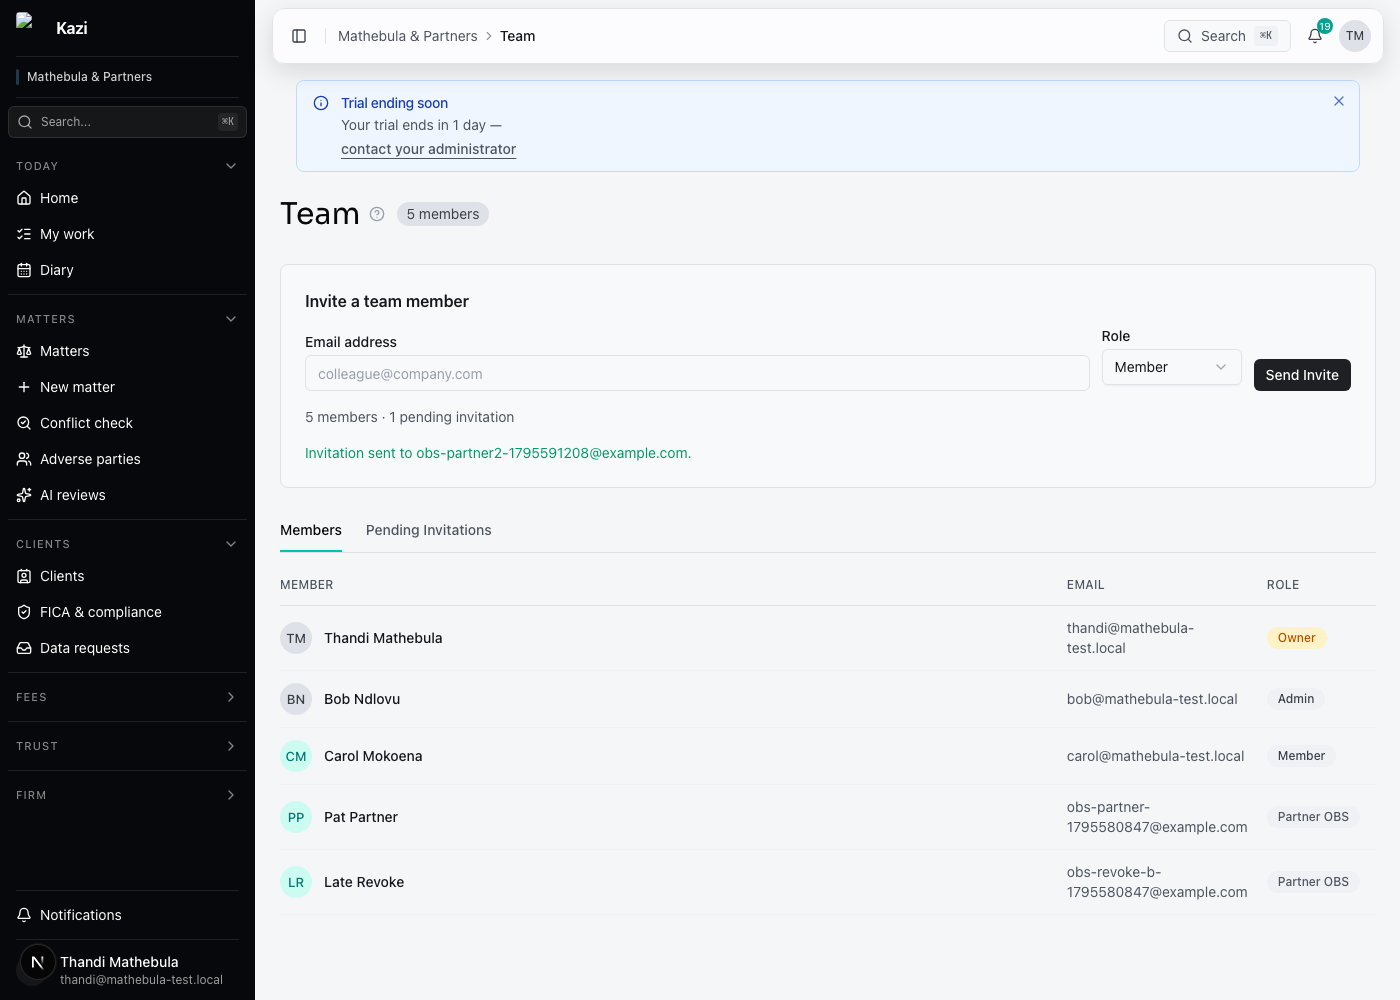 Kazi
Mathebula & Partners
Search...
⌘K
TODAY
Home
My work
Diary
MATTERS
Matters
New matter
Conflict check
Adverse parties
AI reviews
CLIENTS
Clients
FICA & compliance
Data requests
FEES
TRUST
FIRM
Notifications
N
Thandi Mathebula
thandi@mathebula-test.local
Mathebula & Partners > Team
Search ⌘K
19
TM
Trial ending soon
Your trial ends in 1 day —
contact your administrator
Team
5 members
Invite a team member
Email address
colleague@company.com
Role
Member
Send Invite
5 members · 1 pending invitation
Invitation sent to obs-partner2-1795591208@example.com.
Members
Pending Invitations
MEMBER EMAIL ROLE
TM Thandi Mathebula thandi@mathebula-
test.local Owner
BN Bob Ndlovu bob@mathebula-test.local Admin
CM Carol Mokoena carol@mathebula-test.local Member
PP Pat Partner obs-partner-
1795580847@example.com Partner OBS
LR Late Revoke obs-revoke-b-
1795580847@example.com Partner OBS